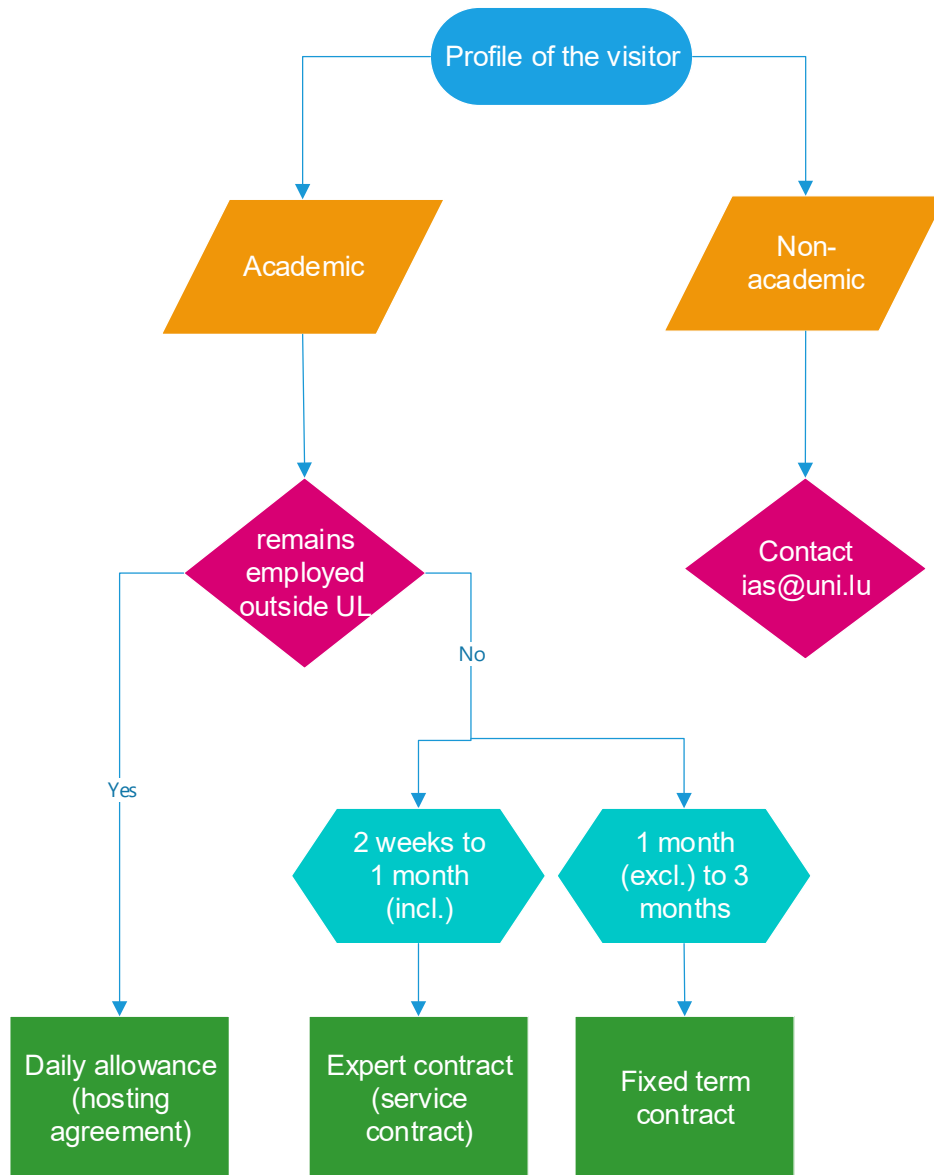 Profile of the visitor
Academic
Non-
academic
remains
employed
outside UL
Contact
ias@uni.lu
No
Yes
2 weeks to
1 month
(incl.)
1 month
(excl.) to 3
months
Daily allowance
(hosting
agreement)
Expert contract
(service
contract)
Fixed term
contract